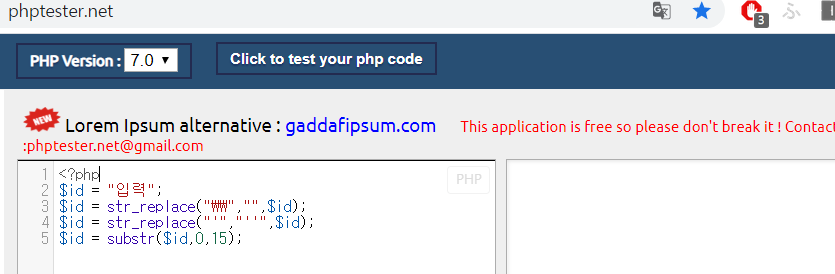 phptester.net
3
PHP Version : 7.0 ▼
Click to test your php code
NEW Lorem Ipsum alternative : gaddafipsum.com This application is free so please don't break it ! Contact
:phptester.net@gmail.com
PHP
1 <?php
2 $id = "입력";
3 $id = str_replace("₩₩","",$id);
4 $id = str_replace("'","''",$id);
5 $id = substr($id,0,15);